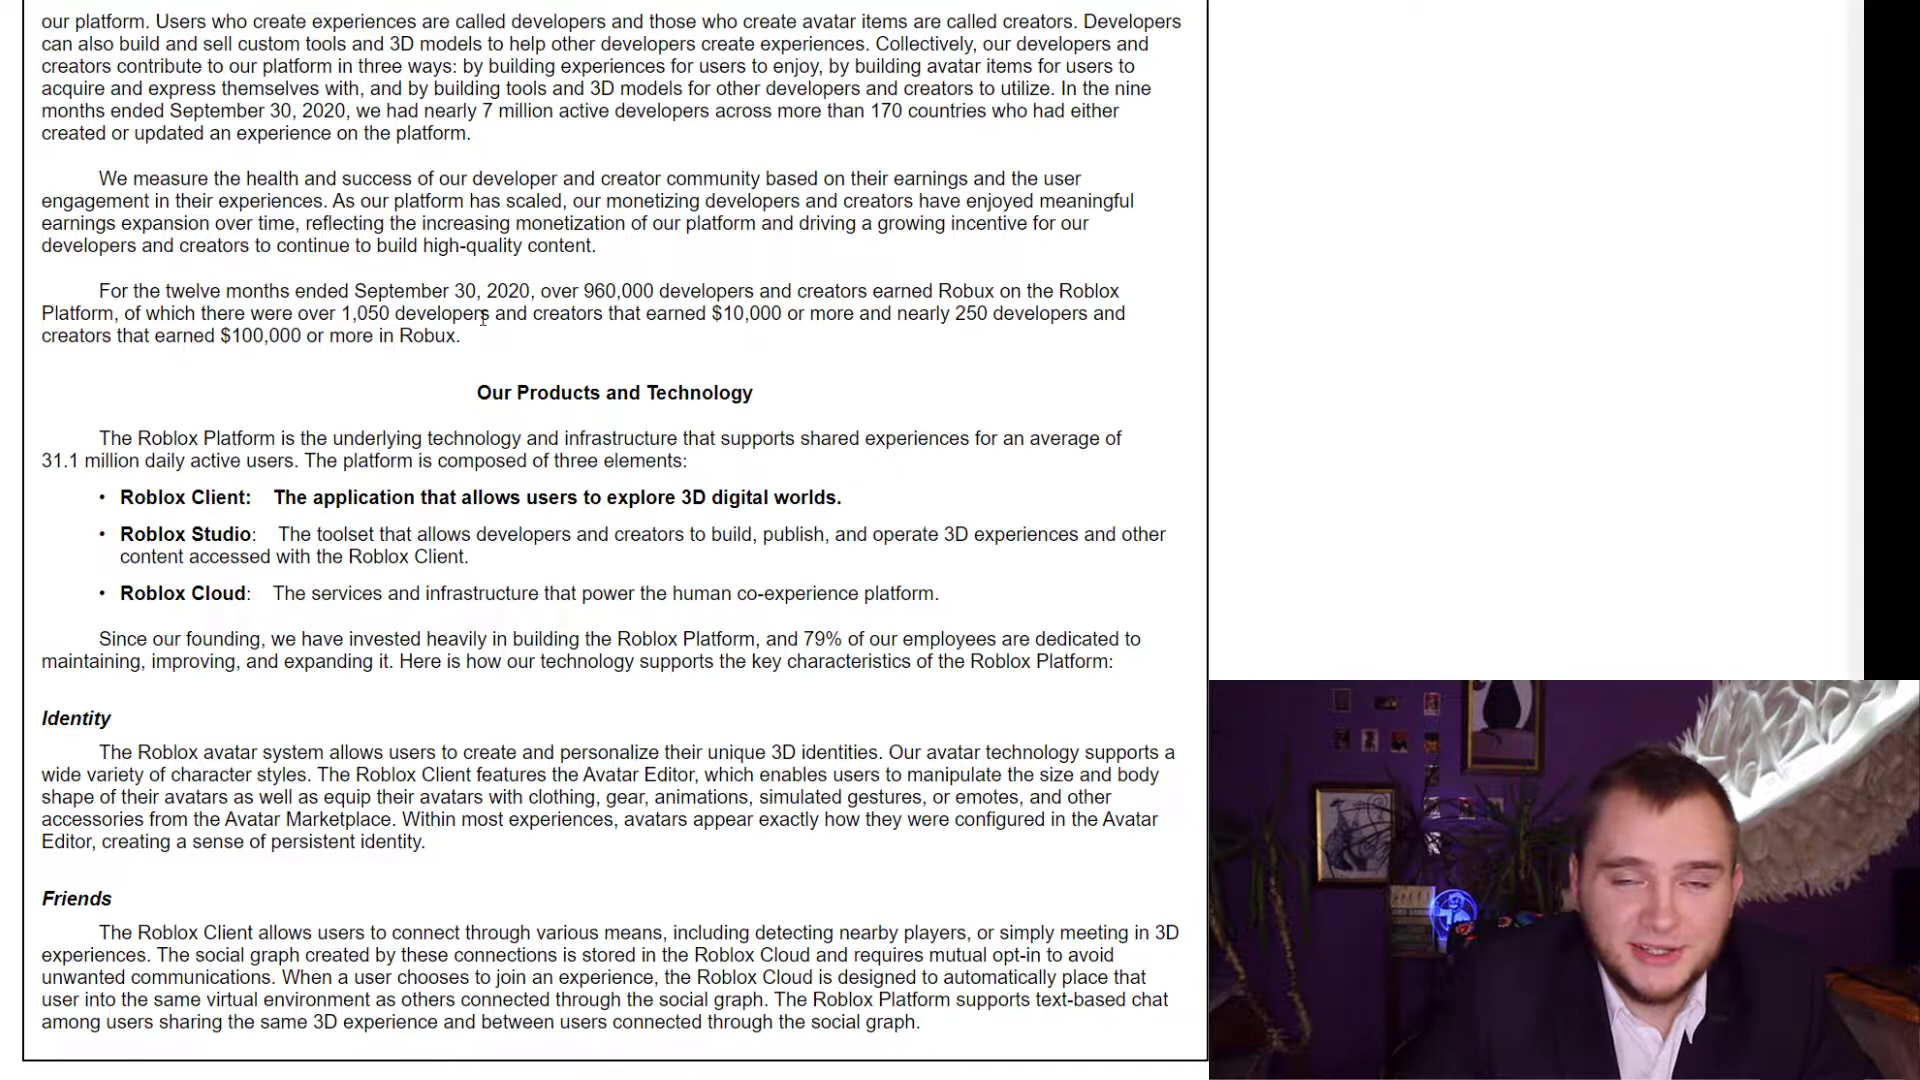 our platform. Users who create experiences are called developers and those who create avatar items are called creators. Developers
can also build and sell custom tools and 3D models to help other developers create experiences. Collectively, our developers and
creators contribute to our platform in three ways: by building experiences for users to enjoy, by building avatar items for users to
acquire and express themselves with, and by building tools and 3D models for other developers and creators to utilize. In the nine
months ended September 30, 2020, we had nearly 7 million active developers across more than 170 countries who had either
created or updated an experience on the platform.
We measure the health and success of our developer and creator community based on their earnings and the user
engagement in their experiences. As our platform has scaled, our monetizing developers and creators have enjoyed meaningful
earnings expansion over time, reflecting the increasing monetization of our platform and driving a growing incentive for our
developers and creators to continue to build high-quality content.
For the twelve months ended September 30, 2020, over 960,000 developers and creators earned Robux on the Roblox
Platform, of which there were over 1,050 developers and creators that earned $10,000 or more and nearly 250 developers and
creators that earned $100,000 or more in Robux.
Our Products and Technology
The Roblox Platform is the underlying technology and infrastructure that supports shared experiences for an average of
31.1 million daily active users. The platform is composed of three elements:
• Roblox Client: The application that allows users to explore 3D digital worlds.
• Roblox Studio: The toolset that allows developers and creators to build, publish, and operate 3D experiences and other
content accessed with the Roblox Client.
• Roblox Cloud: The services and infrastructure that power the human co-experience platform.
Since our founding, we have invested heavily in building the Roblox Platform, and 79% of our employees are dedicated to
maintaining, improving, and expanding it. Here is how our technology supports the key characteristics of the Roblox Platform:
Identity
The Roblox avatar system allows users to create and personalize their unique 3D identities. Our avatar technology supports a
wide variety of character styles. The Roblox Client features the Avatar Editor, which enables users to manipulate the size and body
shape of their avatars as well as equip their avatars with clothing, gear, animations, simulated gestures, or emotes, and other
accessories from the Avatar Marketplace. Within most experiences, avatars appear exactly how they were configured in the Avatar
Editor, creating a sense of persistent identity.
Friends
The Roblox Client allows users to connect through various means, including detecting nearby players, or simply meeting in 3D
experiences. The social graph created by these connections is stored in the Roblox Cloud and requires mutual opt-in to avoid
unwanted communications. When a user chooses to join an experience, the Roblox Cloud is designed to automatically place that
user into the same virtual environment as others connected through the social graph. The Roblox Platform supports text-based chat
among users sharing the same 3D experience and between users connected through the social graph.